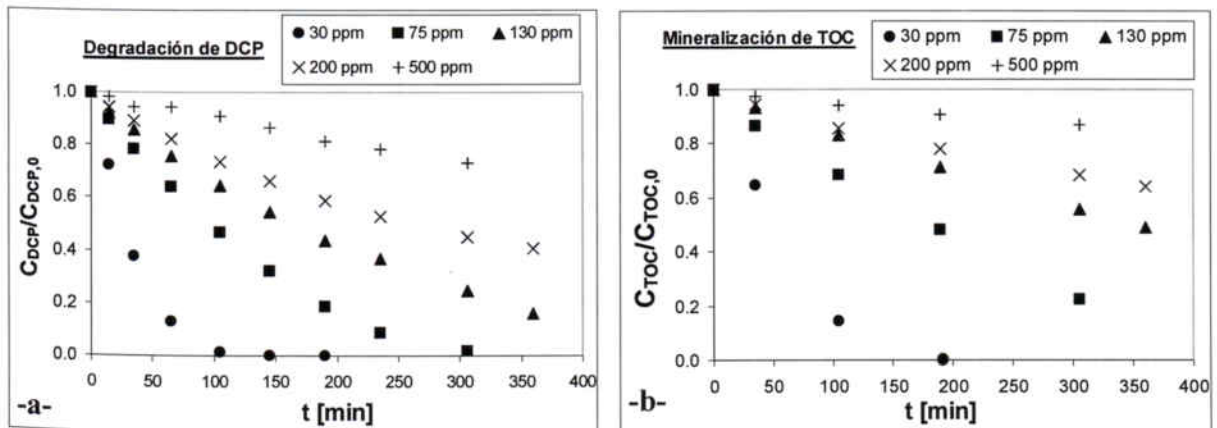 Degradación de DCP
● 30 ppm ■ 75 ppm ▲ 130 ppm
× 200 ppm + 500 ppm
1.0
0.8
0.6
0.4
0.2
0.0
C_DCP/C_DCP,0
0 50 100 150 200 250 300 350 400
t [min]
-a-
Mineralización de TOC
● 30 ppm ■ 75 ppm ▲ 130 ppm
× 200 ppm + 500 ppm
1.0
0.8
0.6
0.4
0.2
0.0
C_TOC/C_TOC,0
0 50 100 150 200 250 300 350 400
t [min]
-b-